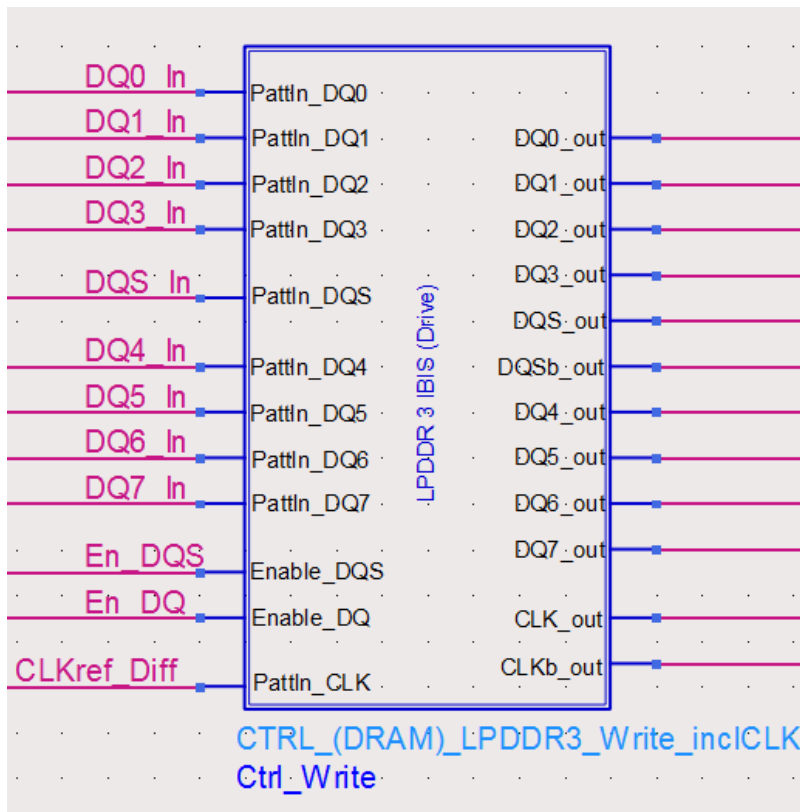 DQ0_In
DQ1_In
DQ2_In
DQ3_In
DQS_In
DQ4_In
DQ5_In
DQ6_In
DQ7_In
En_DQS
En_DQ
CLKref_Diff
PattIn_DQ0
PattIn_DQ1
PattIn_DQ2
PattIn_DQ3
PattIn_DQS
PattIn_DQ4
PattIn_DQ5
PattIn_DQ6
PattIn_DQ7
Enable_DQS
Enable_DQ
PattIn_CLK
LPDDR 3 IBIS (Drive)
DQ0_out
DQ1_out
DQ2_out
DQ3_out
DQS_out
DQSb_out
DQ4_out
DQ5_out
DQ6_out
DQ7_out
CLK_out
CLKb_out
CTRL_(DRAM)_LPDDR3_Write_inclCLK
Ctrl_Write